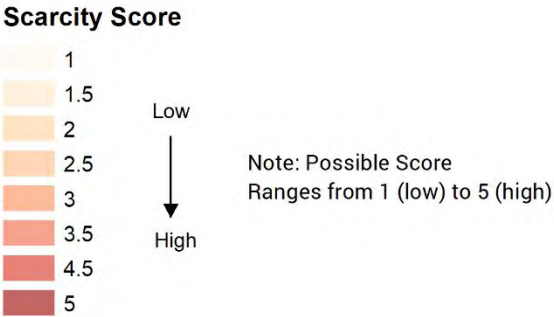 Scarcity Score
1
1.5
2
2.5
3
3.5
4.5
5
Low
High
Note: Possible Score
Ranges from 1 (low) to 5 (high)